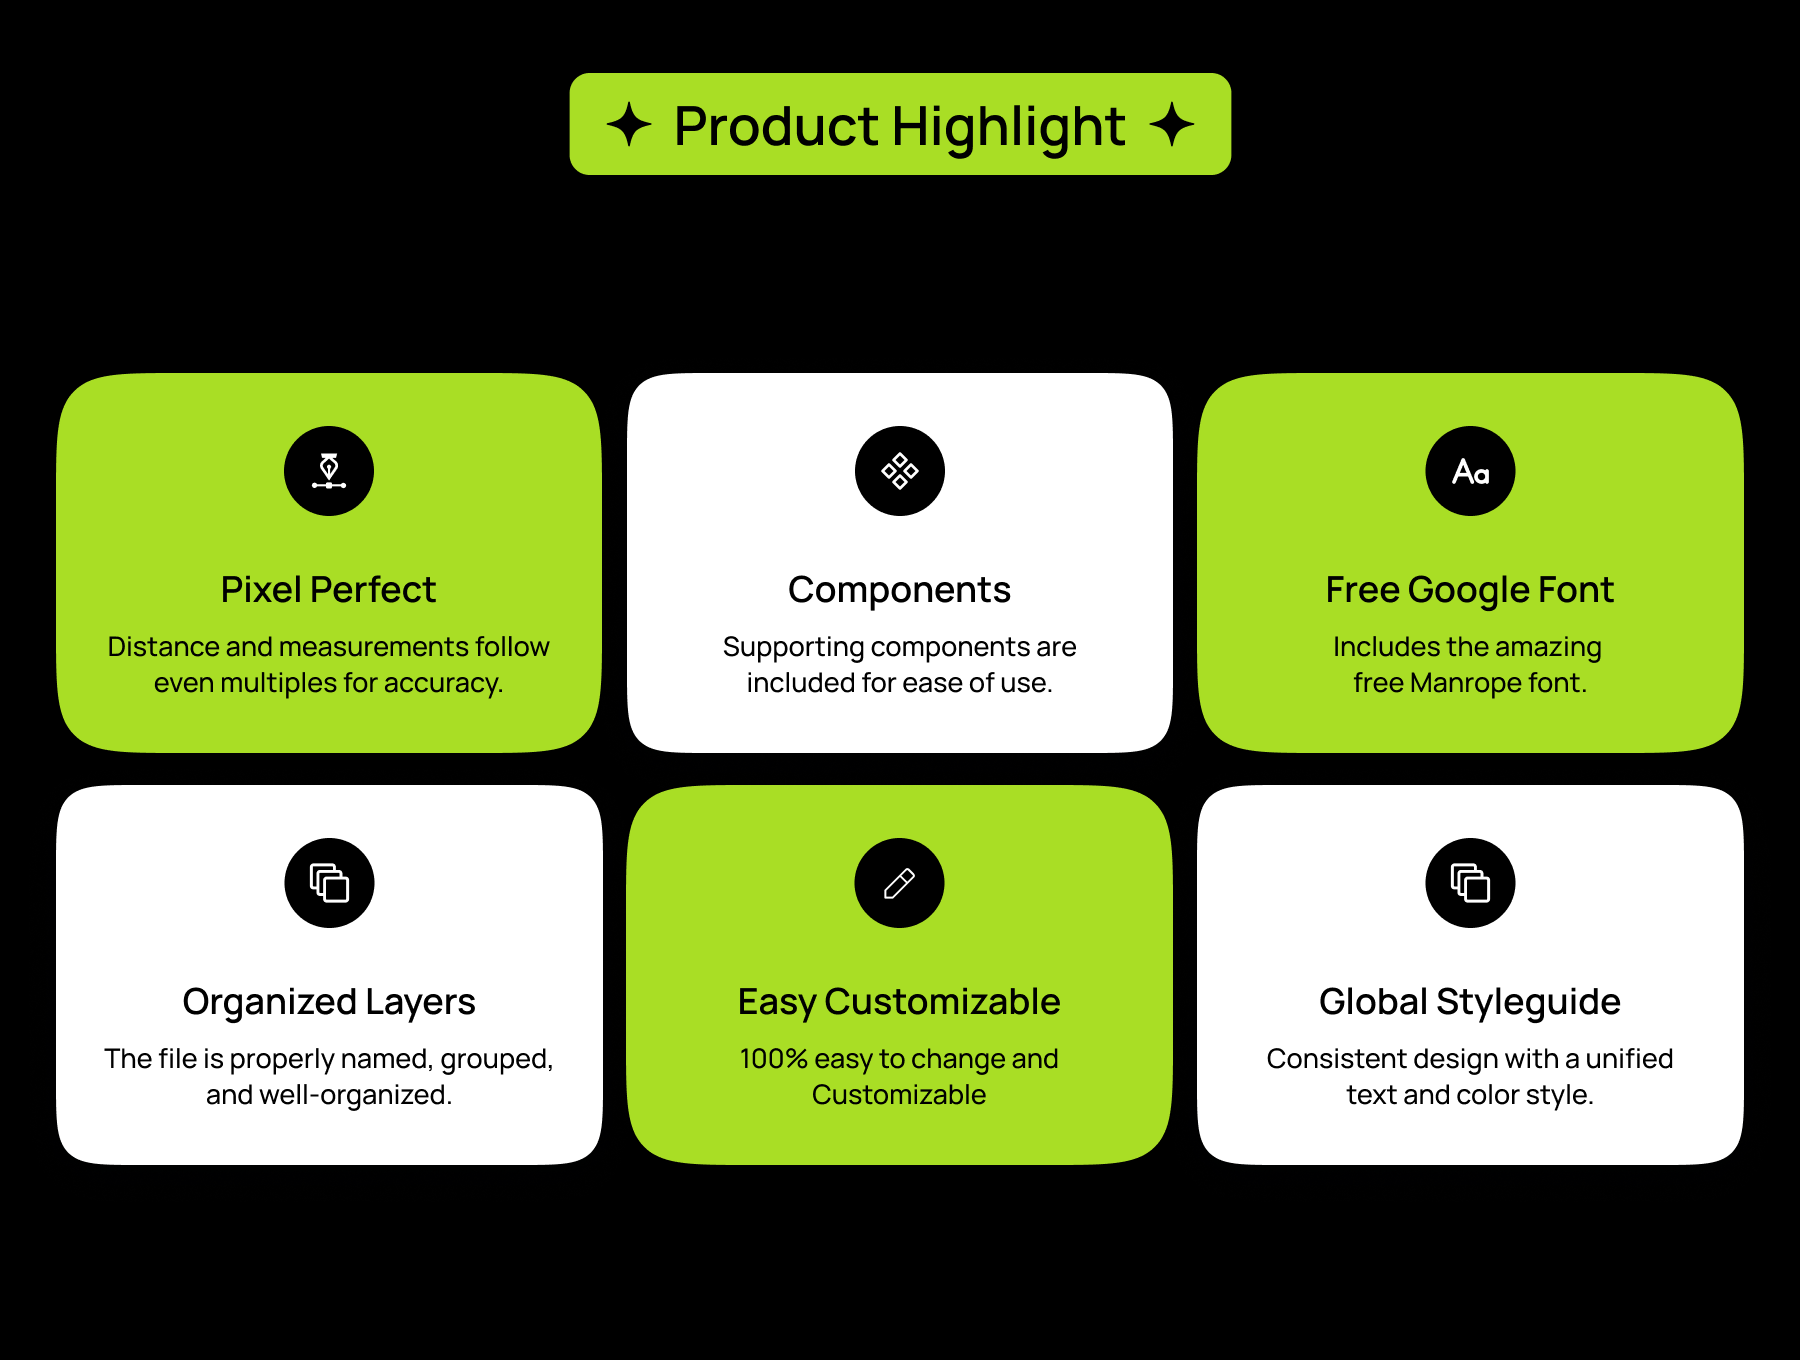 Product Highlight
Pixel Perfect
Distance and measurements follow
even multiples for accuracy.
Components
Supporting components are
included for ease of use.
Aa
Free Google Font
Includes the amazing
free Manrope font.
Organized Layers
The file is properly named, grouped,
and well-organized.
Easy Customizable
100% easy to change and
Customizable
Global Styleguide
Consistent design with a unified
text and color style.